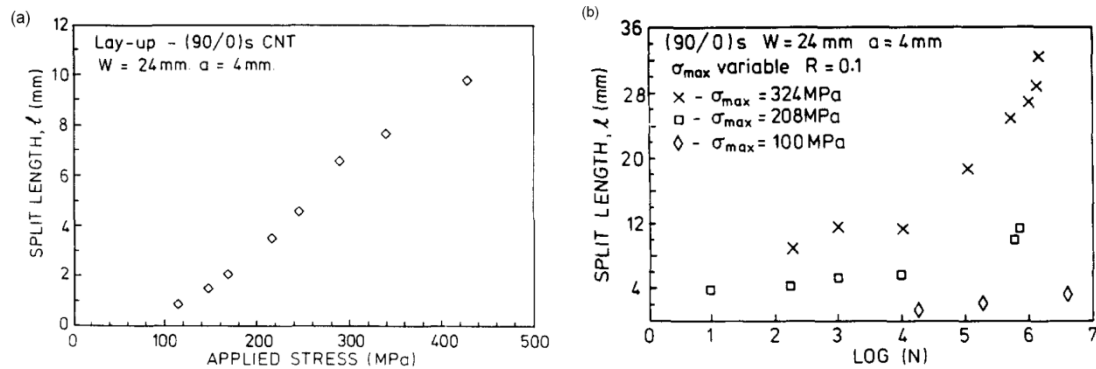 (a)
12
10
8
6
4
2
0
SPLIT LENGTH, ℓ (mm)
Lay-up - (90/0)s CNT
W = 24mm. a = 4mm.
0 100 200 300 400 500
APPLIED STRESS (MPa)
(b)
36
28
20
12
4
SPLIT LENGTH, ℓ (mm)
(90/0)s W = 24 mm a = 4mm
σmax variable R = 0.1
× - σmax = 324MPa
□ - σmax = 208MPa
◊ - σmax = 100MPa
0 1 2 3 4 5 6 7
LOG (N)